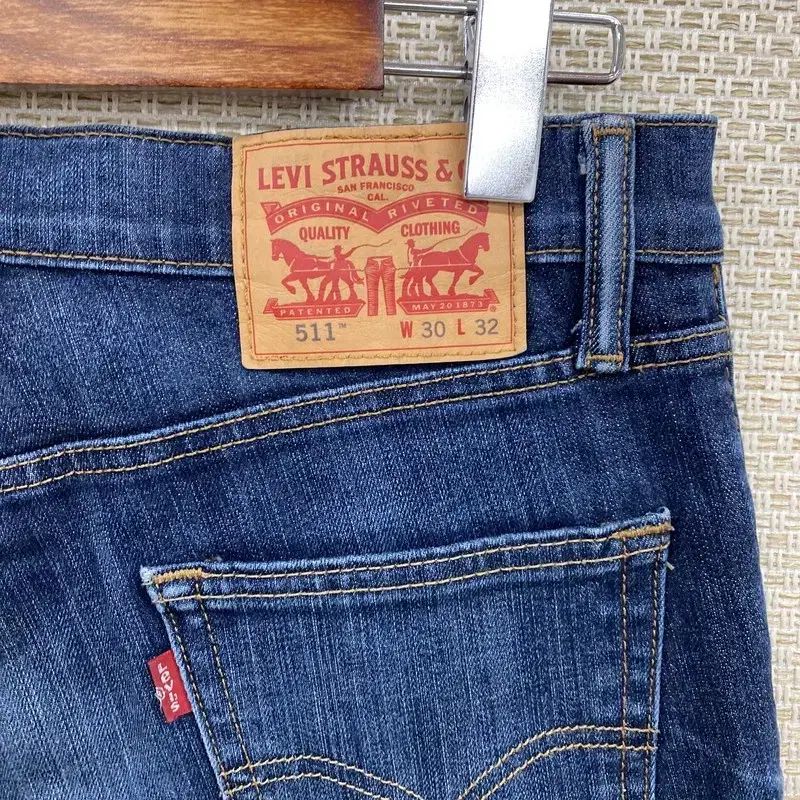 LEVI STRAUSS &
SAN FRANCISCO
CAL.
ORIGINAL RIVETED
QUALITY CLOTHING
PATENTED MAY 20 1873 ®
511™ W 30 L 32
Levi's
®